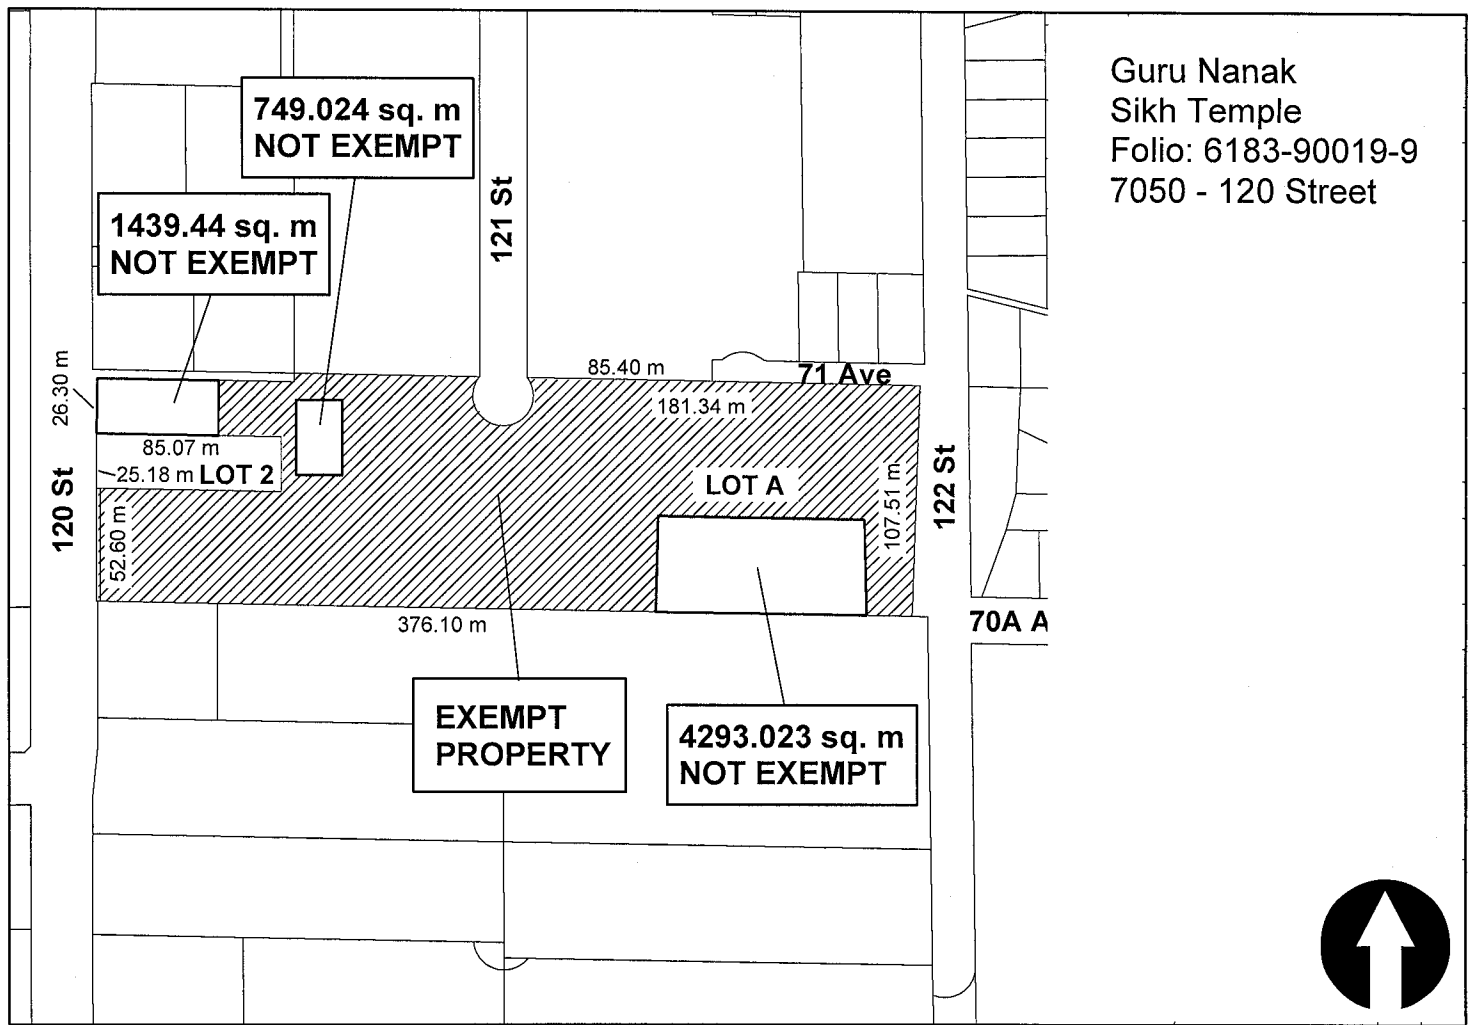 Guru Nanak
Sikh Temple
Folio: 6183-90019-9
7050 - 120 Street
749.024 sq. m
NOT EXEMPT
1439.44 sq. m
NOT EXEMPT
121 St
26.30 m
85.40 m
71 Ave
181.34 m
85.07 m
25.18 m LOT 2
120 St
52.60 m
LOT A
107.51 m
122 St
376.10 m
70A A
EXEMPT
PROPERTY
4293.023 sq. m
NOT EXEMPT